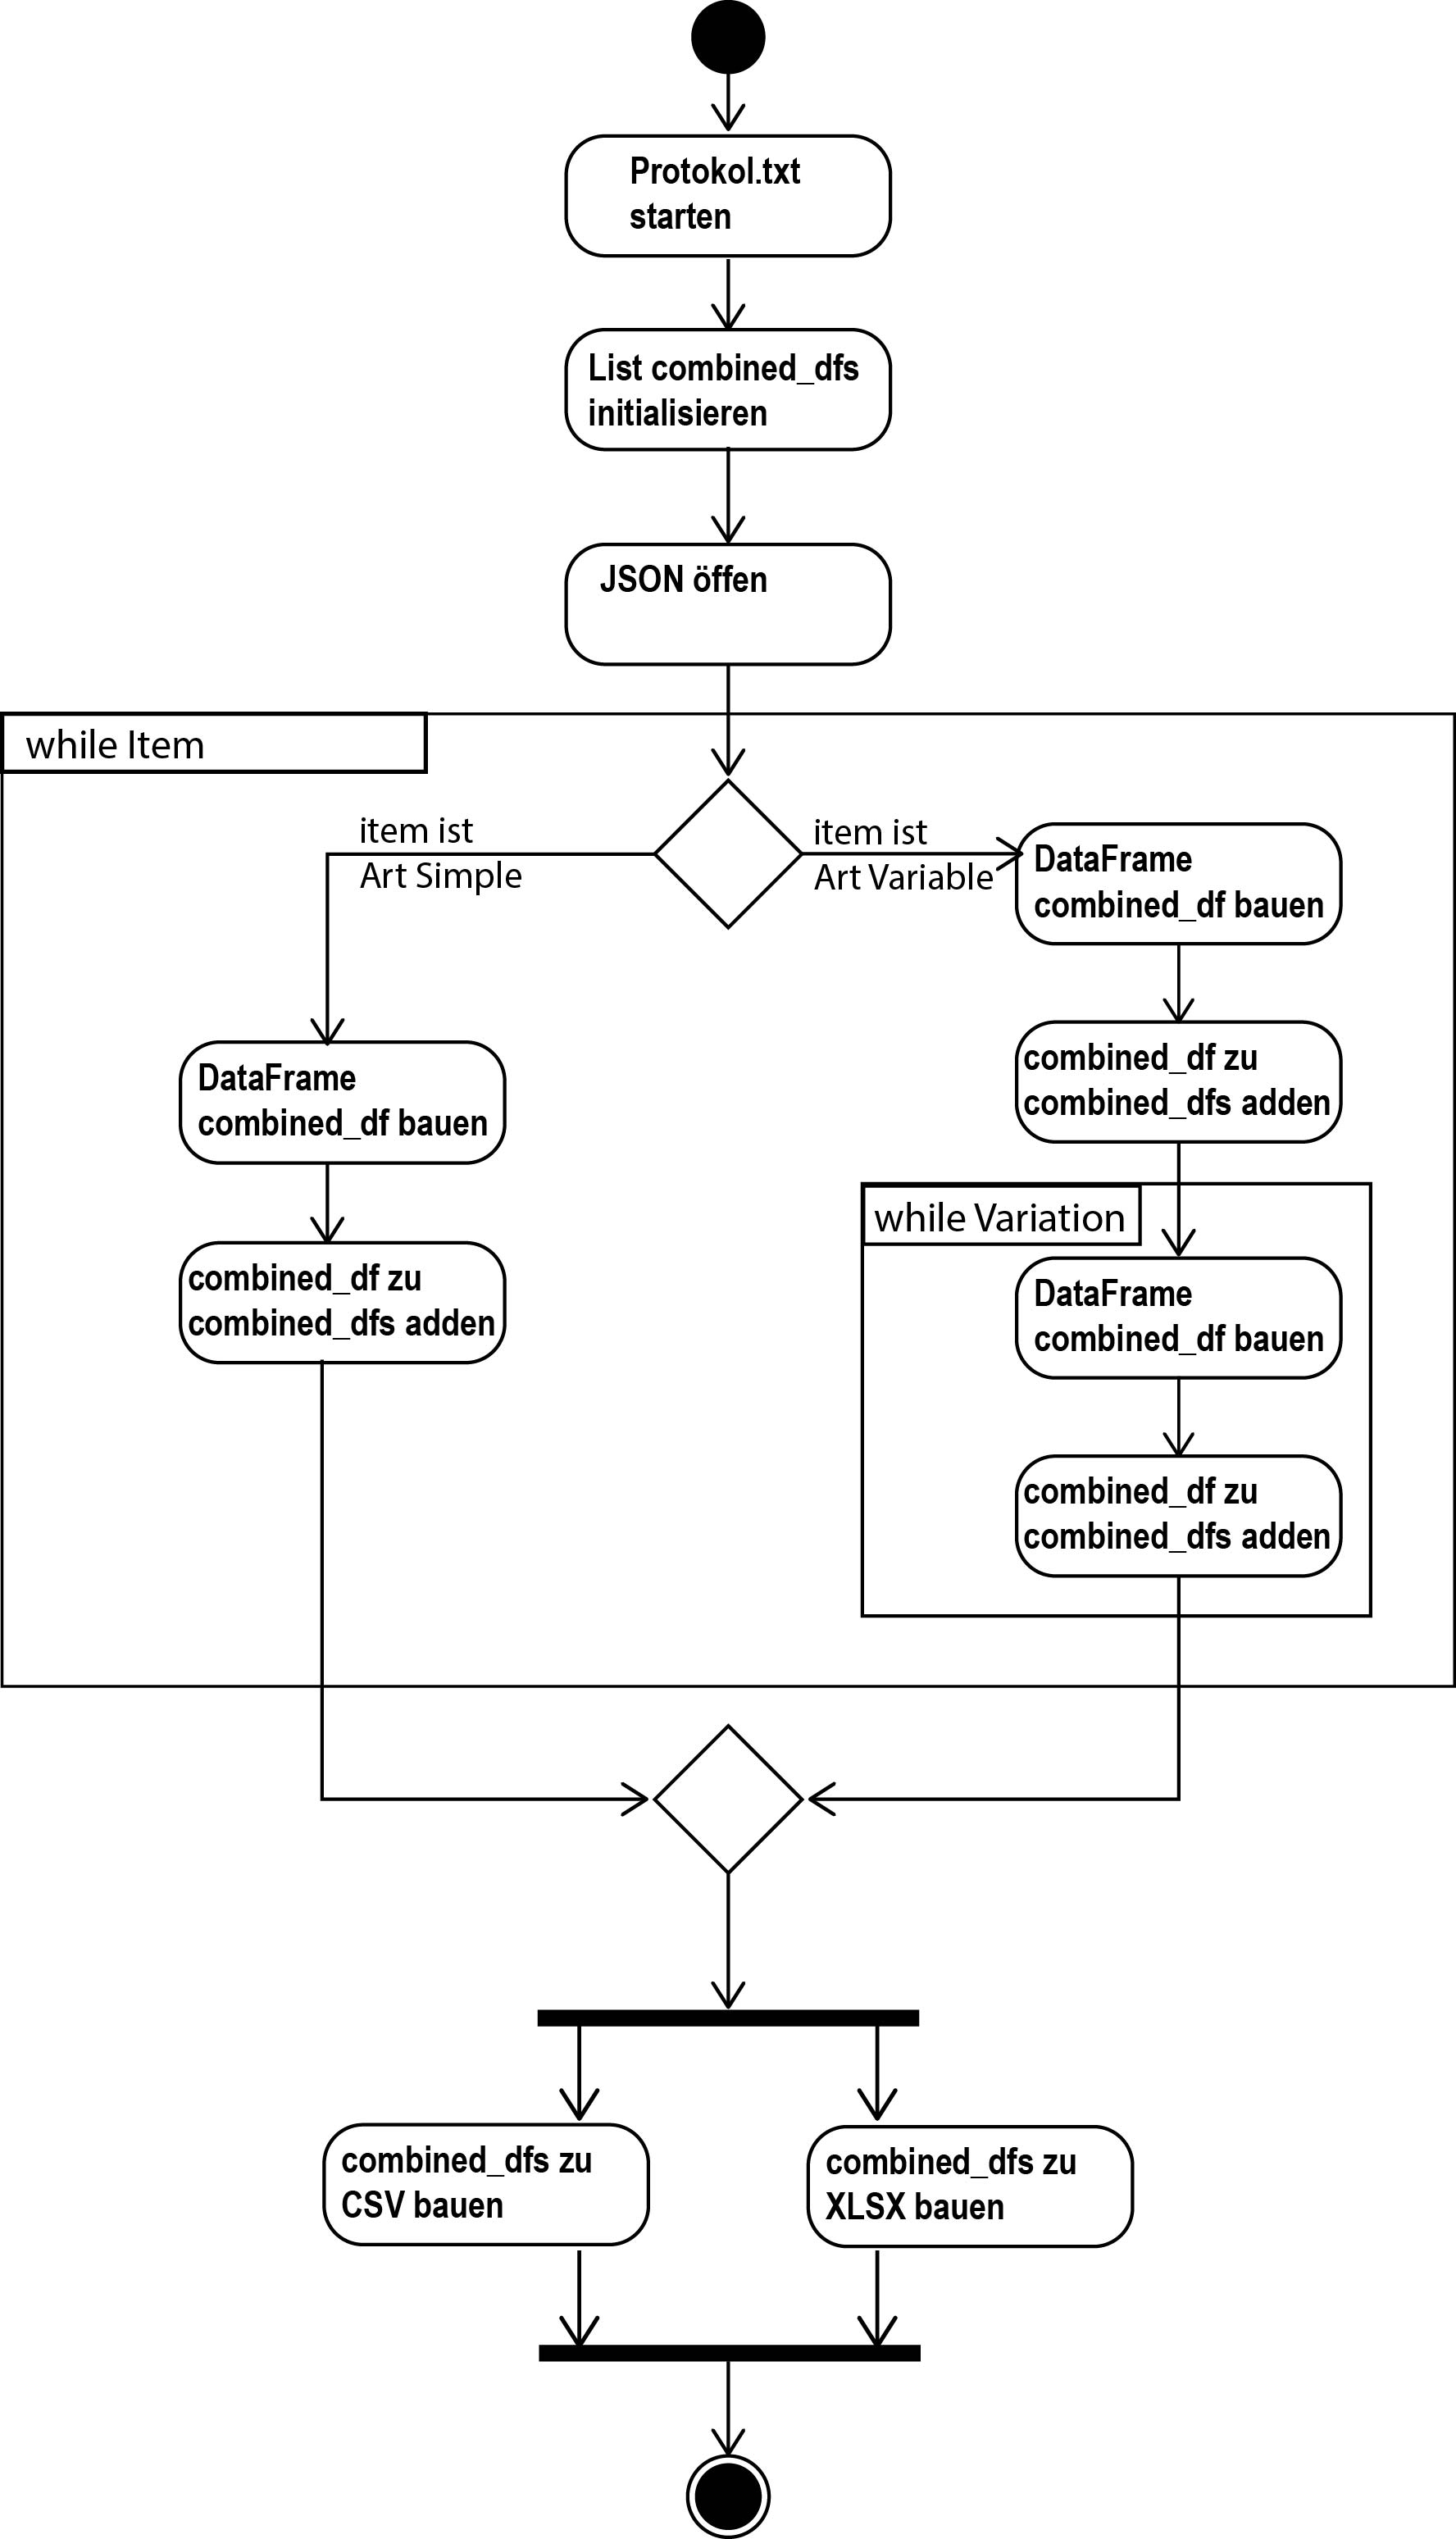 Protokol.txt
starten
List combined_dfs
initialisieren
JSON öffen
while Item
item ist
Art Simple
item ist
Art Variable
DataFrame
combined_df bauen
combined_df zu
combined_dfs adden
DataFrame
combined_df bauen
combined_df zu
combined_dfs adden
while Variation
DataFrame
combined_df bauen
combined_df zu
combined_dfs adden
combined_dfs zu
CSV bauen
combined_dfs zu
XLSX bauen